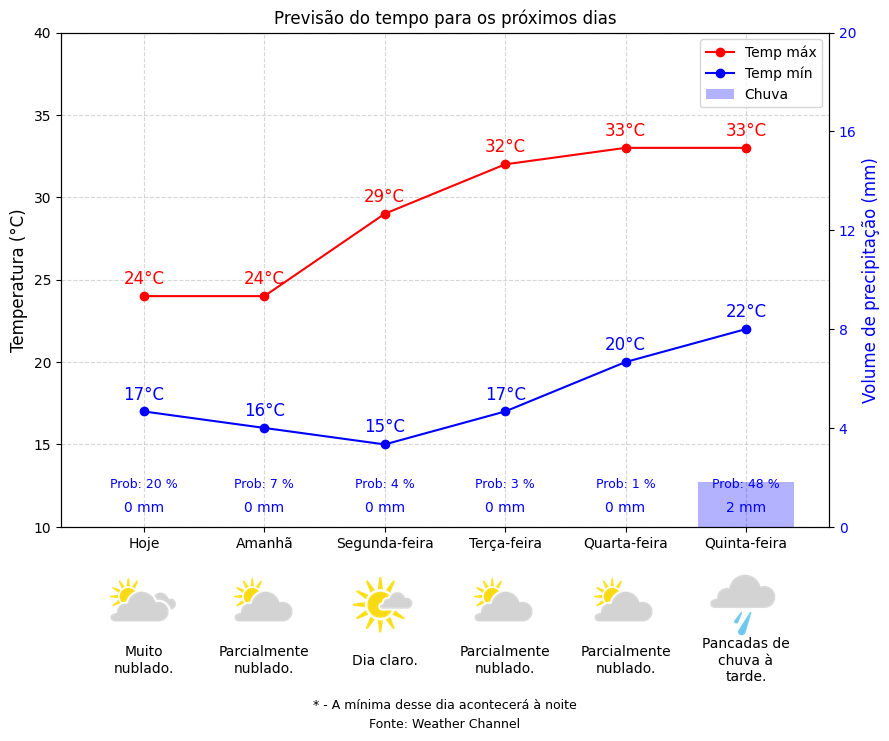 Previsão do tempo para os próximos dias
40
35
30
25
20
15
10
Temperatura (°C)
20
16
12
8
4
0
Volume de precipitação (mm)
Temp máx
Temp mín
Chuva
24°C 24°C 29°C 32°C 33°C 33°C
17°C 16°C 15°C 17°C 20°C 22°C
Prob: 20 % Prob: 7 % Prob: 4 % Prob: 3 % Prob: 1 % Prob: 48 %
0 mm 0 mm 0 mm 0 mm 0 mm 2 mm
Hoje Amanhã Segunda-feira Terça-feira Quarta-feira Quinta-feira
Muito
nublado.
Parcialmente
nublado.
Dia claro.
Parcialmente
nublado.
Parcialmente
nublado.
Pancadas de
chuva à
tarde.
* - A mínima desse dia acontecerá à noite
Fonte: Weather Channel